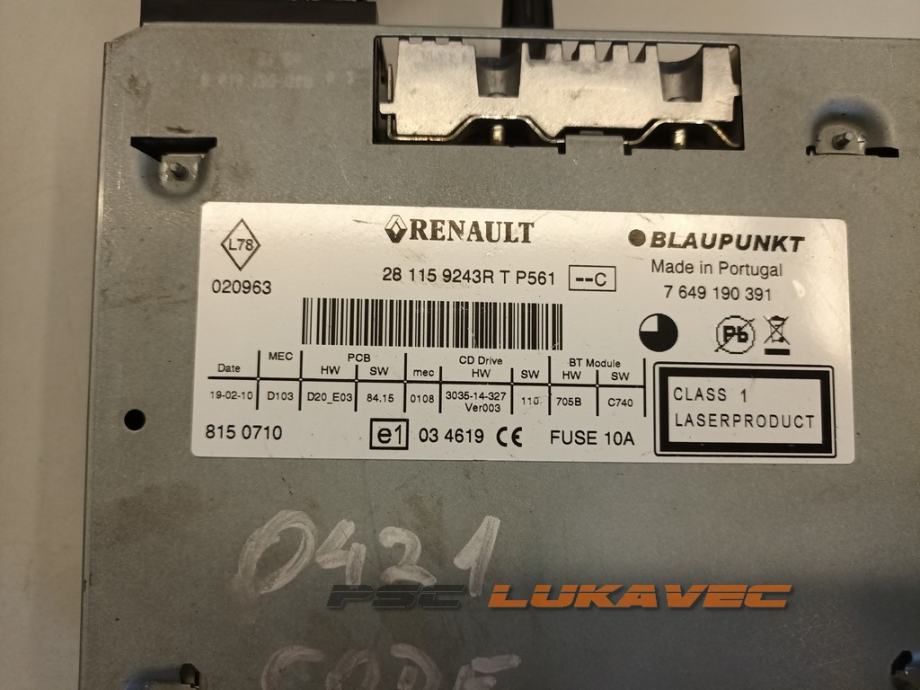 L78
RENAULT
BLAUPUNKT
020963
28 115 9243R T P561 --C
Made in Portugal
7 649 190 391
Pb
Date MEC PCB CD Drive BT Module
HW SW mec HW SW HW SW
19-02-10 D103 D20_E03 84.15 0108 3035-14-327 Ver003 110 705B C740
CLASS 1
LASERPRODUCT
815 0710
e1 03 4619 CE FUSE 10A
0421
PSC LUKAVEC
CODE